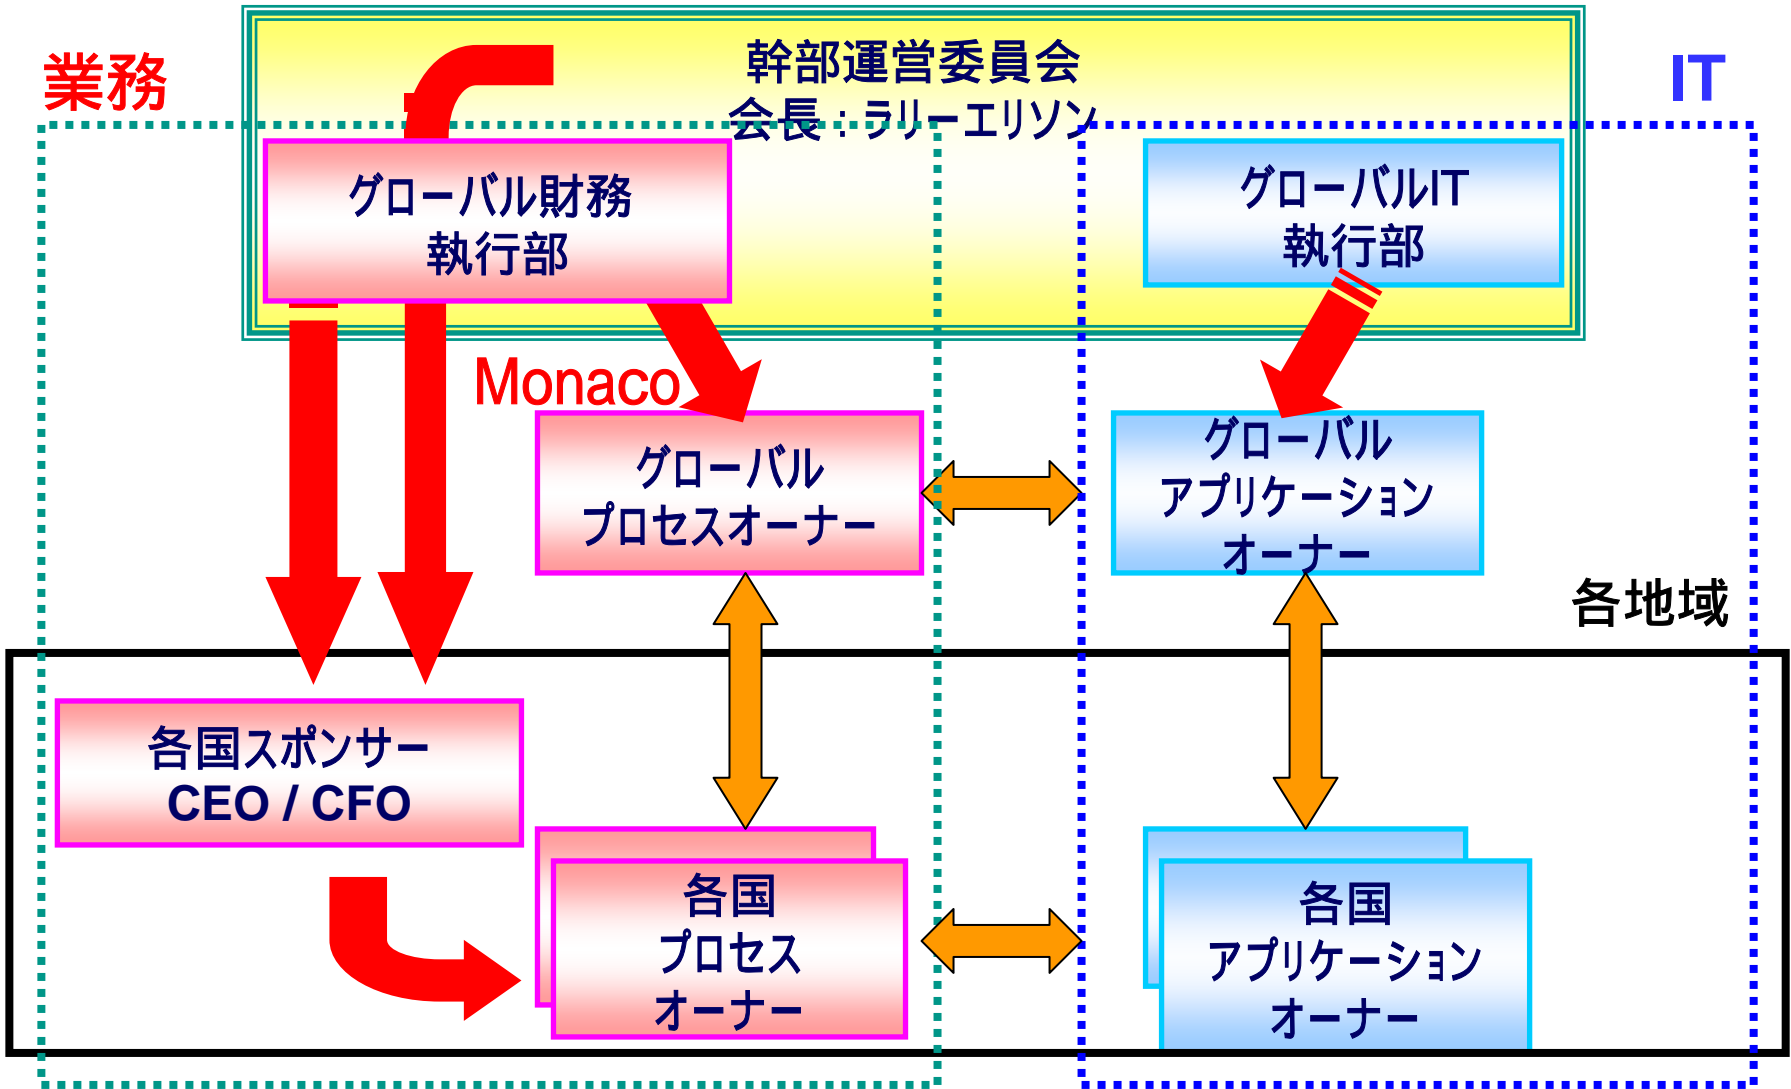 業務
幹部運営委員会
会長：ラリーエリソン
IT
グローバル財務
執行部
グローバルIT
執行部
Monaco
グローバル
プロセスオーナー
グローバル
アプリケーション
オーナー
各地域
各国スポンサー
CEO / CFO
各国
プロセス
オーナー
各国
アプリケーション
オーナー